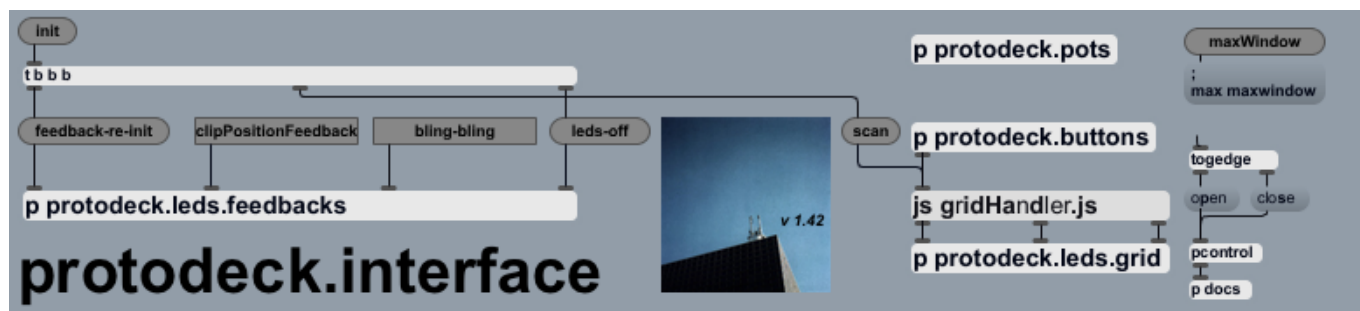 init
t b b b
feedback-re-init
clipPositionFeedback
bling-bling
leds-off
p protodeck.leds.feedbacks
protodeck.interface
v 1.42
scan
p protodeck.pots
p protodeck.buttons
js gridHandler.js
p protodeck.leds.grid
maxWindow
;
max maxwindow
togedge
open
close
pcontrol
p docs